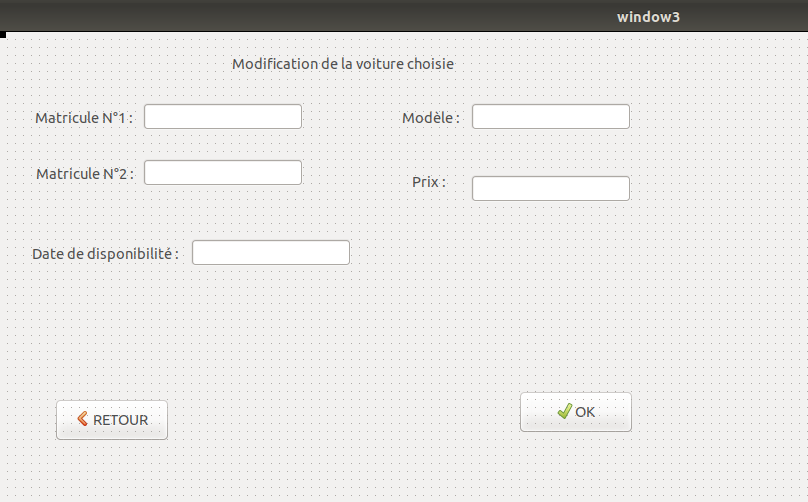 window3
Modification de la voiture choisie
Matricule N°1 :
Modèle :
Matricule N°2 :
Prix :
Date de disponibilité :
RETOUR
OK